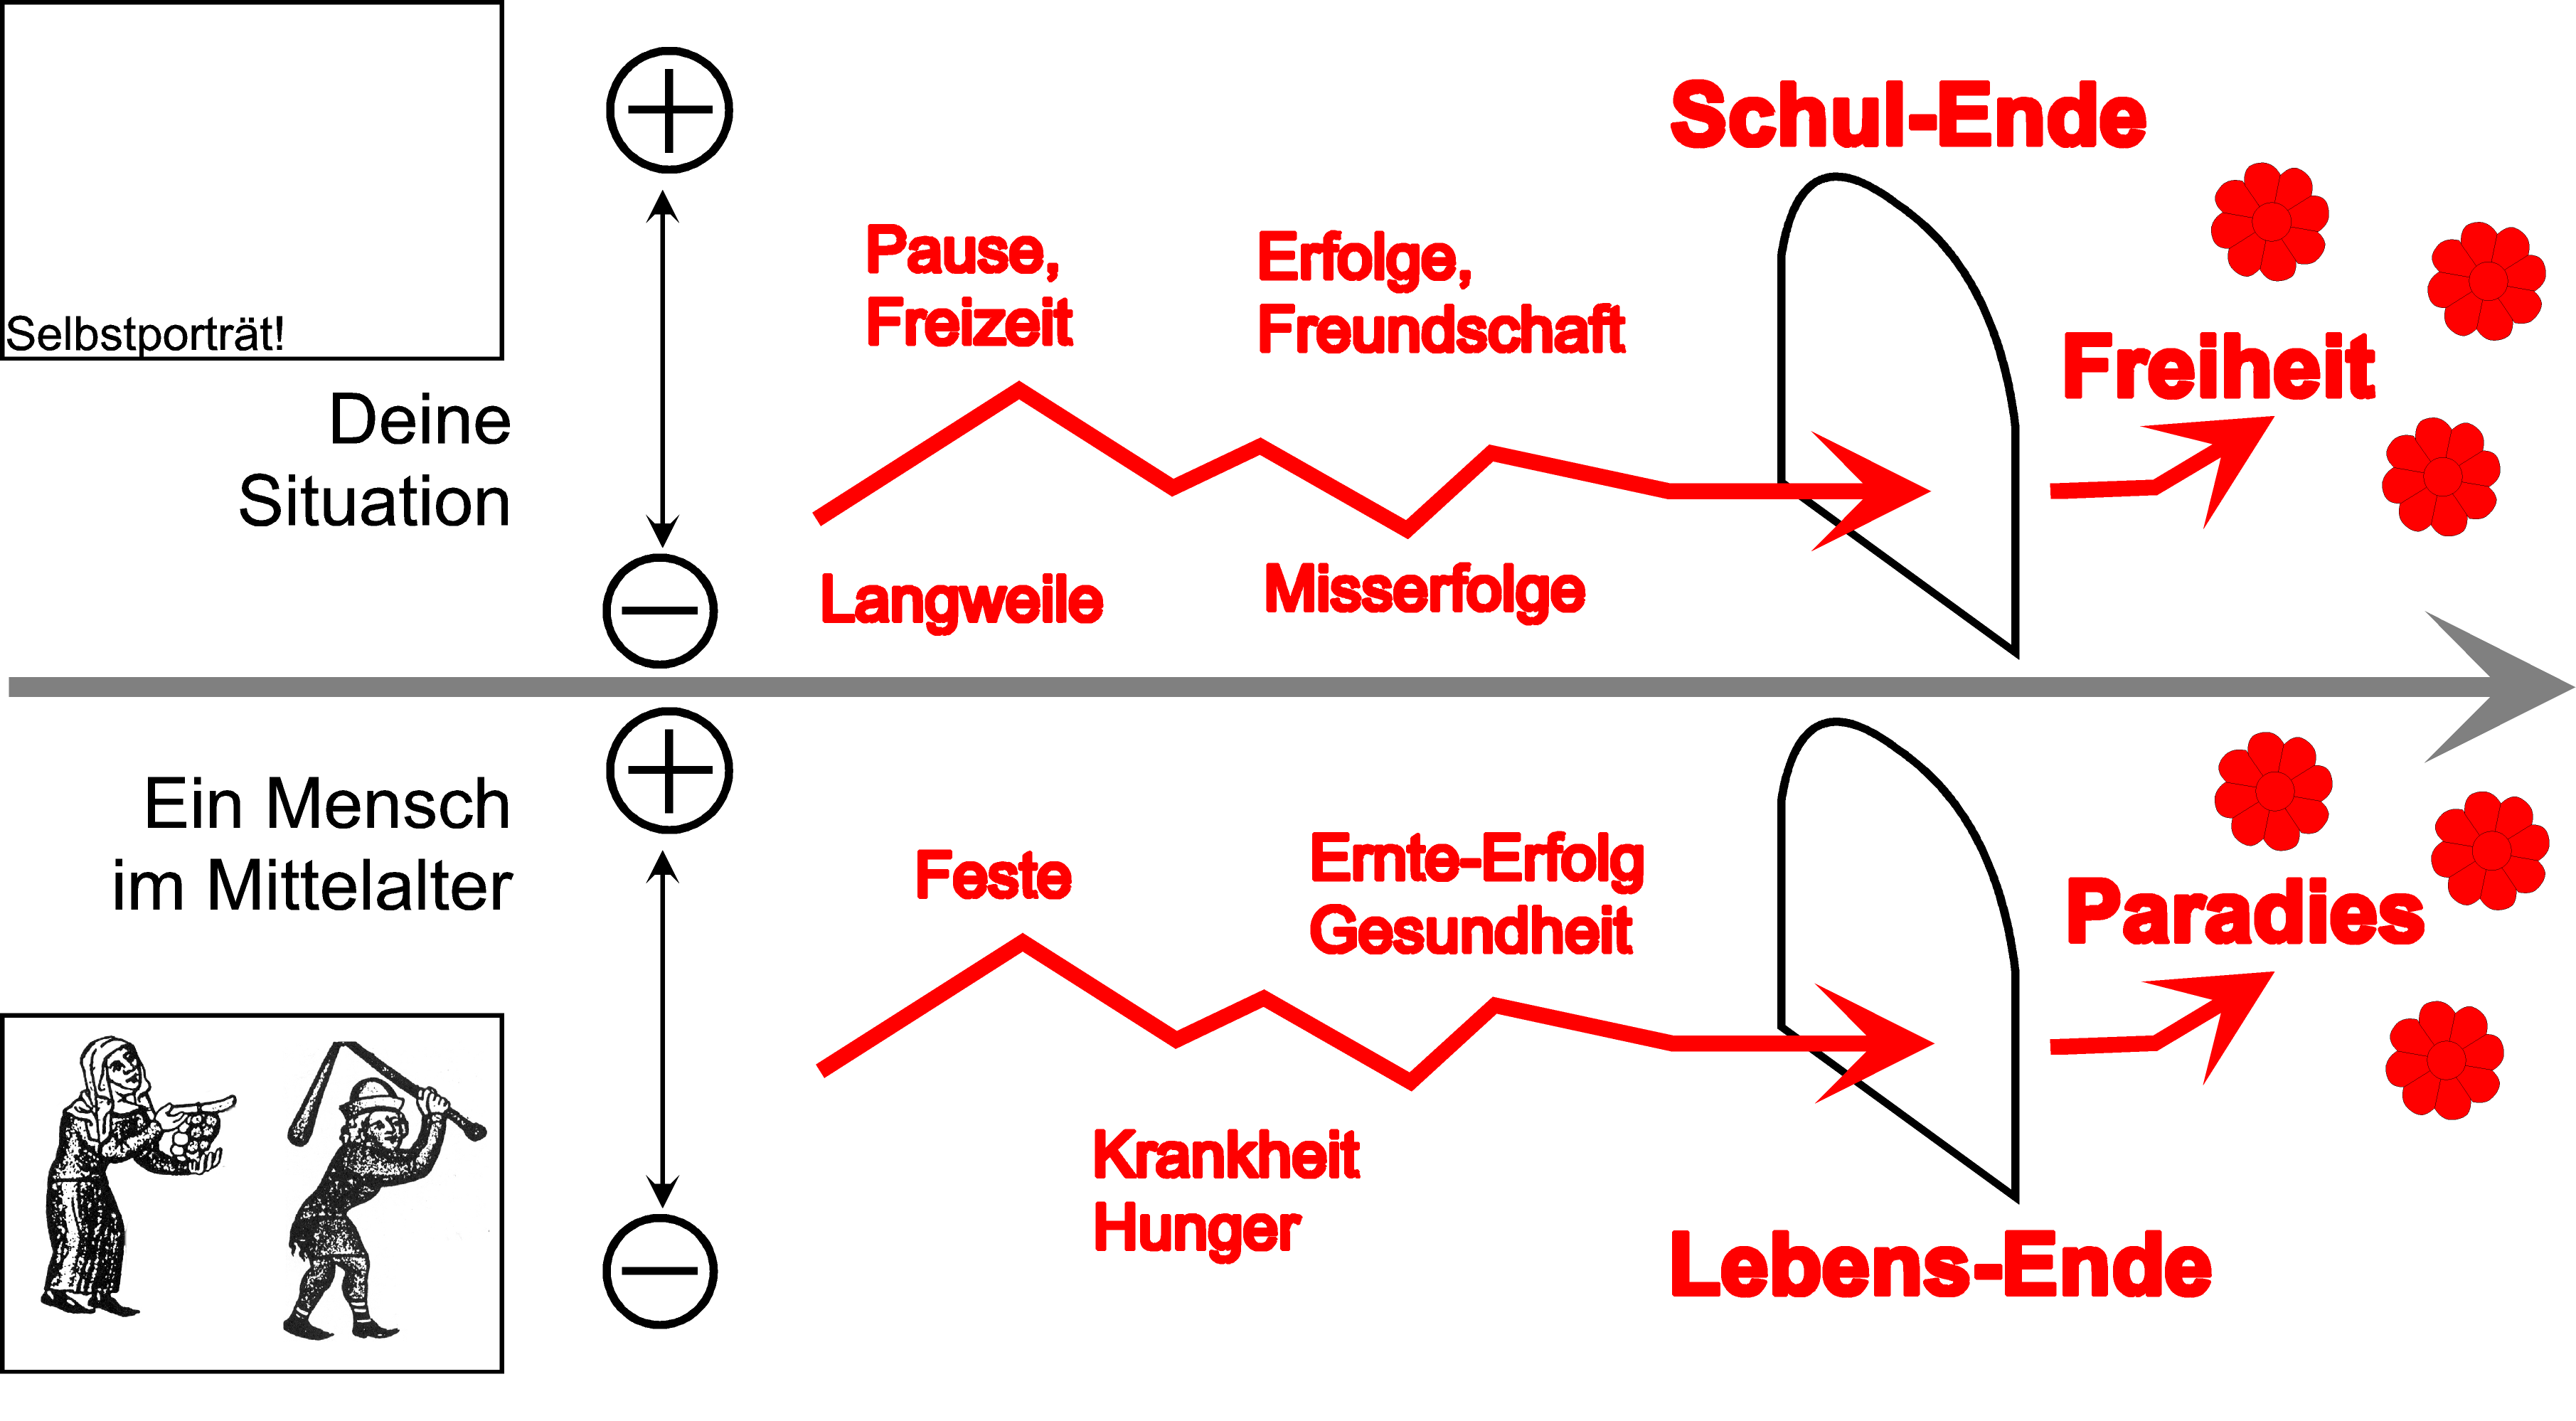 Selbstporträt!
Deine
Situation
Pause,
Freizeit
Erfolge,
Freundschaft
Langweile
Misserfolge
Schul-Ende
Freiheit
Ein Mensch
im Mittelalter
Feste
Ernte-Erfolg
Gesundheit
Krankheit
Hunger
Lebens-Ende
Paradies